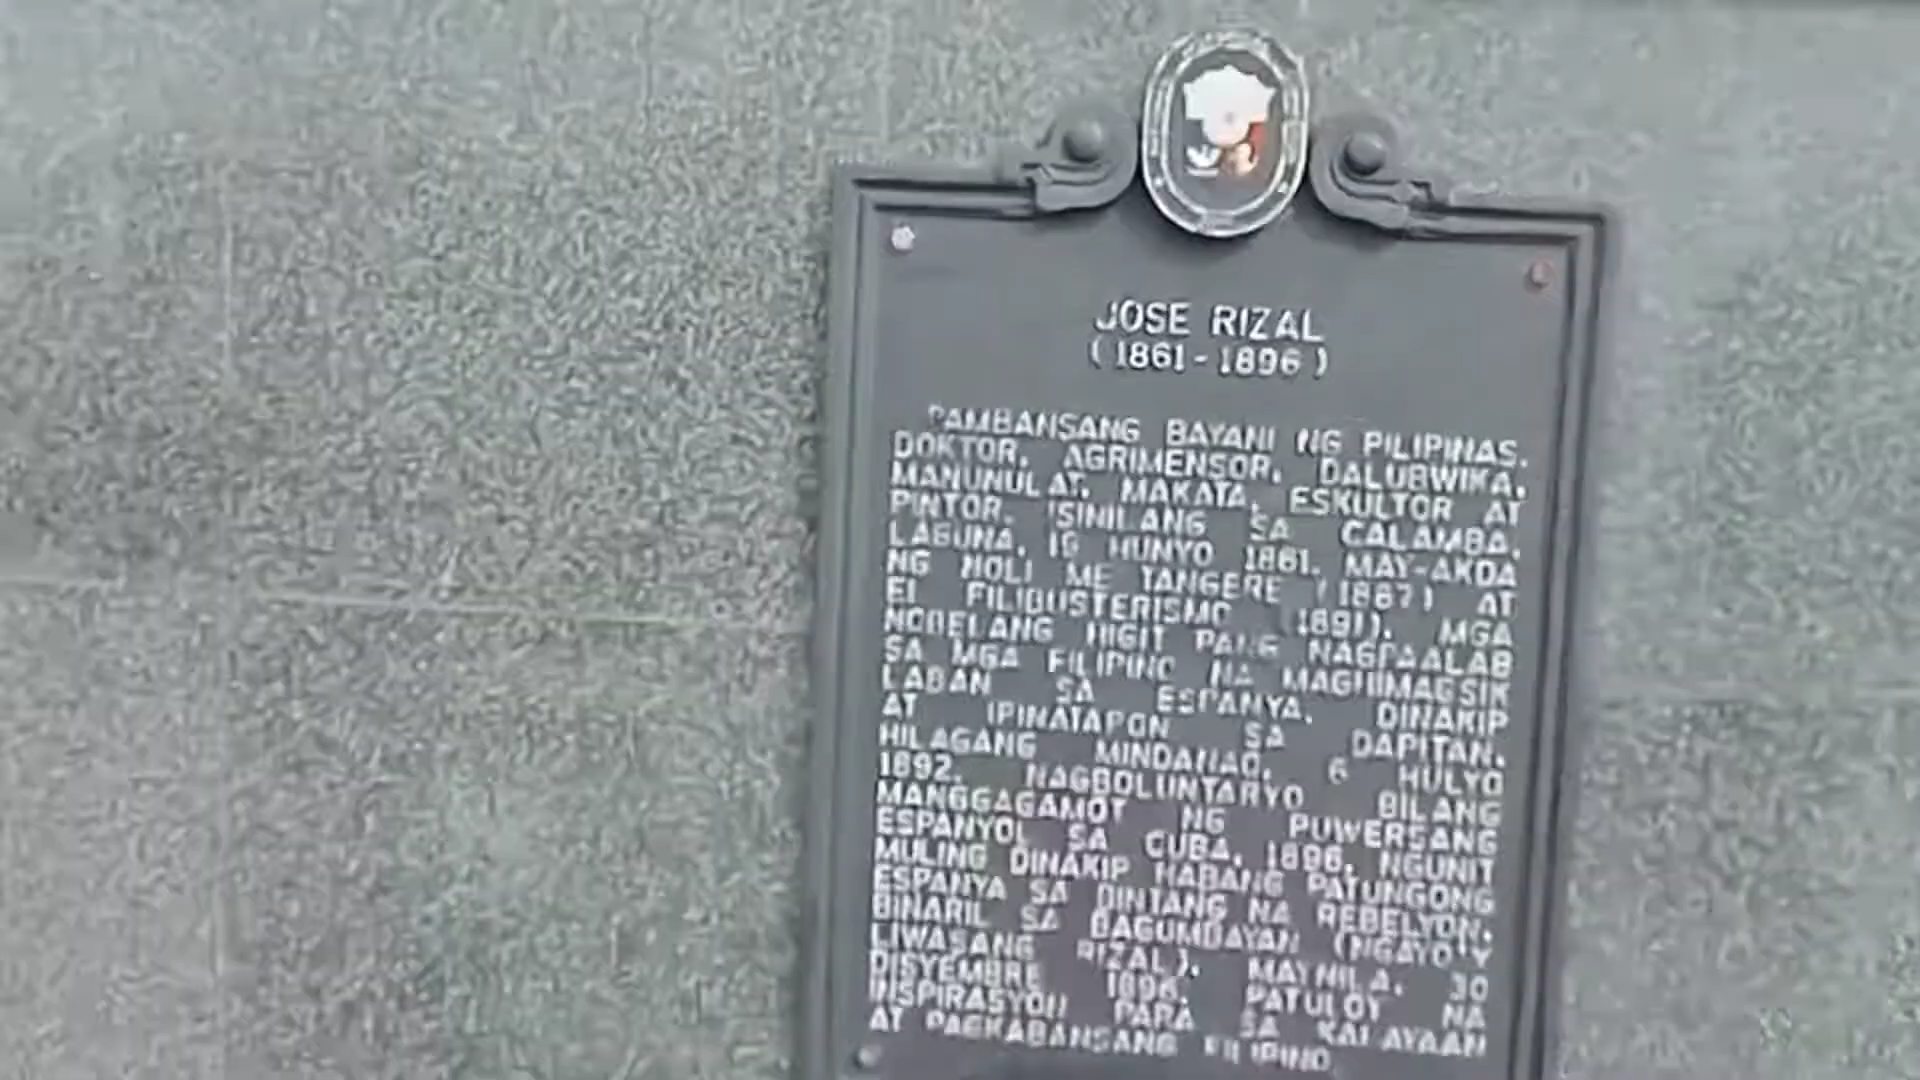 JOSE RIZAL
(1861-1896)
PAMBANSANG BAYANI NG PILIPINAS.
DOKTOR, AGRIMENSOR, DALUBWIKA,
MANUNULAT, MAKATA, ESKULTOR AT
PINTOR. ISINILANG SA CALAMBA,
LAGUNA, 19 HUNYO 1861. MAY-AKDA
NG NOLI ME TANGERE (1887) AT
El FILIBUSTERISMO (1891), MGA
NOBELANG HIGIT PANG NAGPAALAB
SA MGA FILIPINO NA MAGHIMAGSIK
LABAN SA ESPANYA. DINAKIP
AT IPINATAPON SA DAPITAN,
HILAGANG MINDANAO, 6 HULYO
1892. NAGBOLUNTARYO BILANG
MANGGAGAMOT NG PUWERSANG
ESPANYOL SA CUBA, 1896, NGUNIT
MULING DINAKIP HABANG PATUNGONG
ESPANYA SA BINTANG NA REBELYON.
BINARIL SA BAGUMBAYAN (NGAYO'Y
LIWASANG RIZAL), MAYNILA, 30
DISYEMBRE 1896. PATULOY NA
INSPIRASYON PARA SA KALAYAAN
AT PAGKABANSANG FILIPINO.